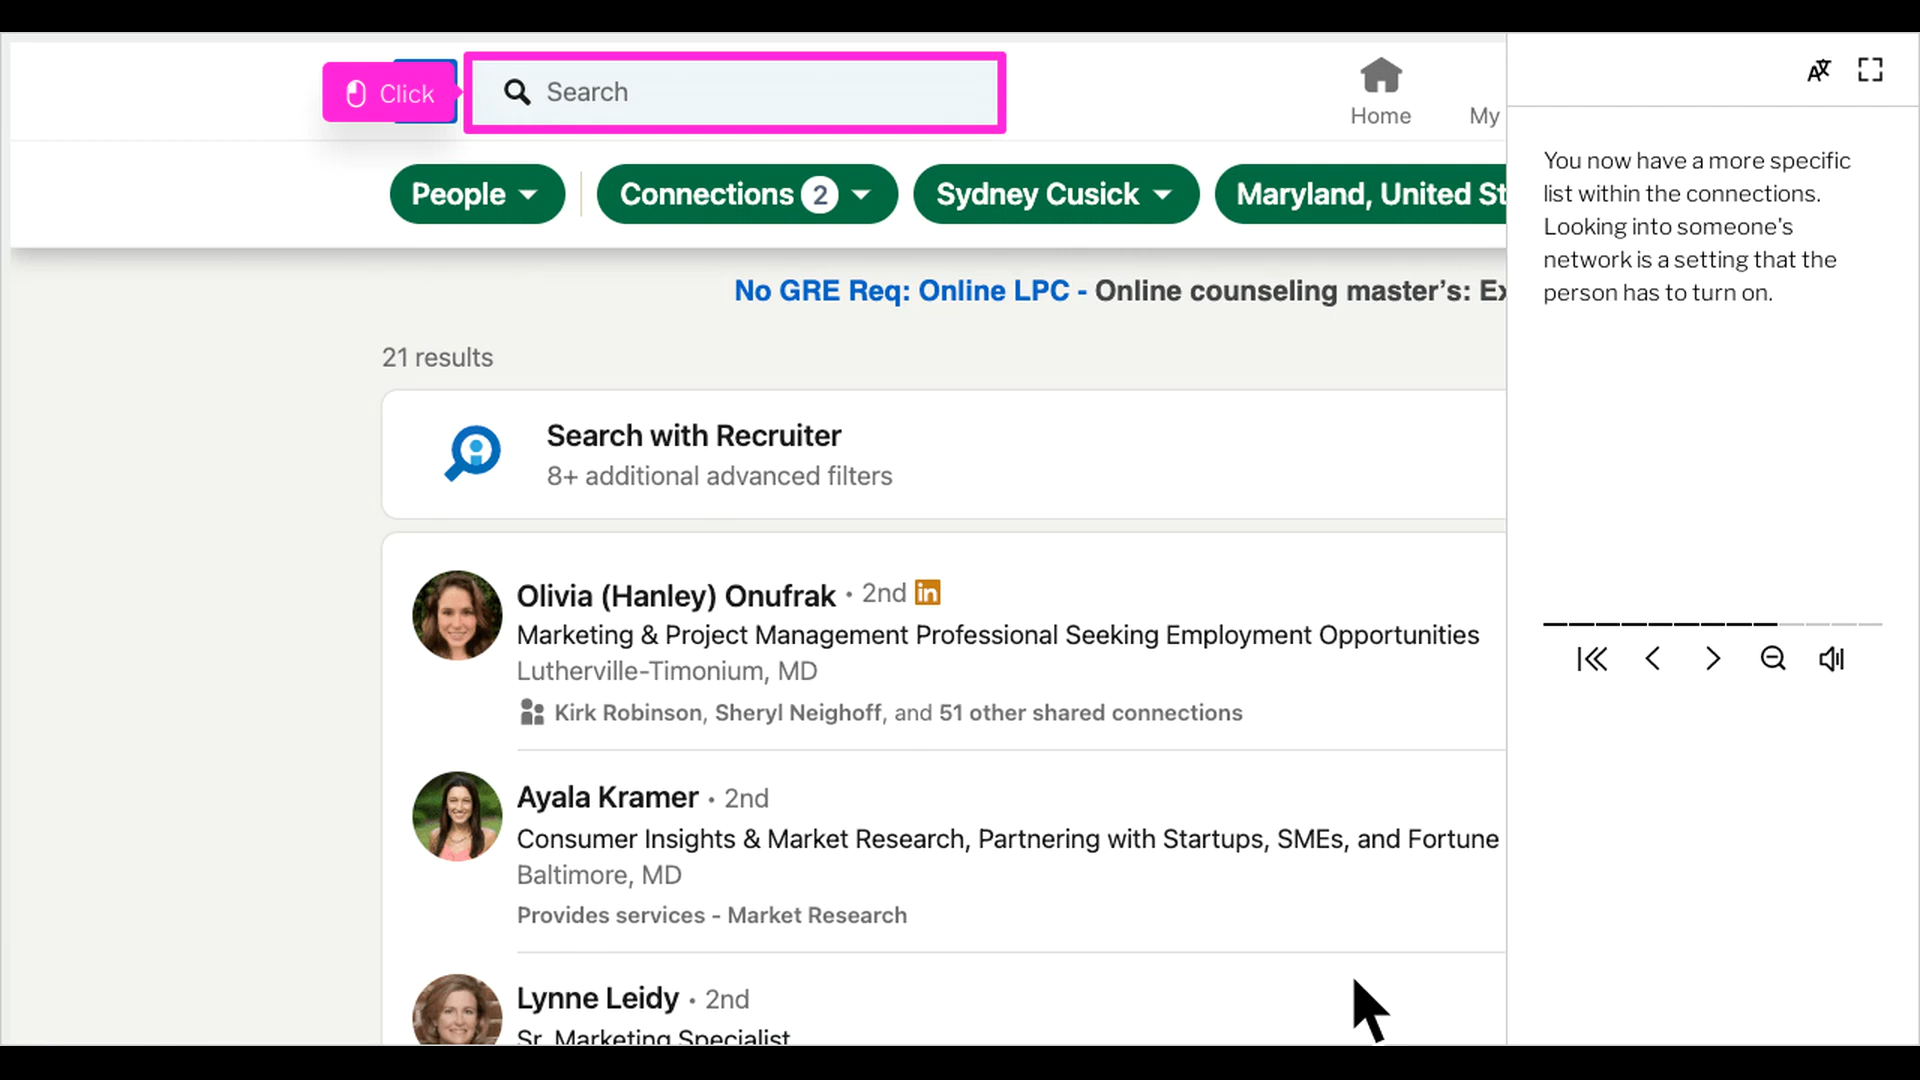 Click
Search
Home
My
People
Connections 2
Sydney Cusick
Maryland, United St
No GRE Req: Online LPC - Online counseling master’s: Ex
21 results
Search with Recruiter
8+ additional advanced filters
Olivia (Hanley) Onufrak • 2nd in
Marketing & Project Management Professional Seeking Employment Opportunities
Lutherville-Timonium, MD
Kirk Robinson, Sheryl Neighoff, and 51 other shared connections
Ayala Kramer • 2nd
Consumer Insights & Market Research, Partnering with Startups, SMEs, and Fortune
Baltimore, MD
Provides services - Market Research
Lynne Leidy • 2nd
Sr. Marketing Specialist
You now have a more specific
list within the connections.
Looking into someone's
network is a setting that the
person has to turn on.